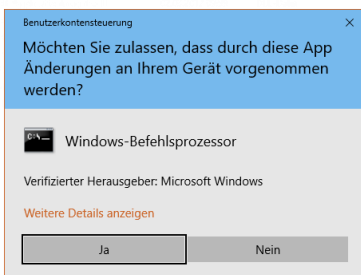 Benutzerkontensteuerung
Möchten Sie zulassen, dass durch diese App
Änderungen an Ihrem Gerät vorgenommen
werden?
C:\_
Windows-Befehlsprozessor
Verifizierter Herausgeber: Microsoft Windows
Weitere Details anzeigen
Ja
Nein